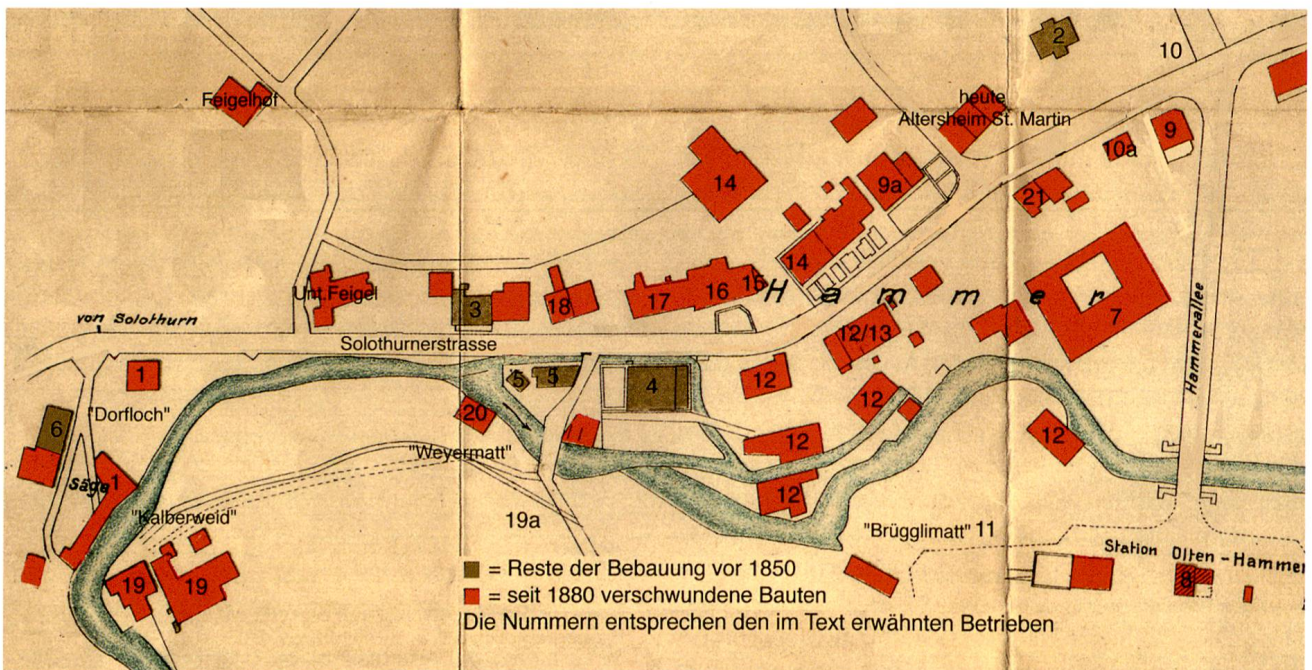 2
10
Feigelhof
heute
Altersheim St. Martin
9
10a
14
9a
21
14
Unt.Feigel
3
18
17
16
15
Hammer
7
von Solothurn
Solothurnerstrasse
12/13
Hammerallee
1
5
5
4
12
12
"Dorfloch"
20
6
11
12
12
"Weyermatt"
Säge
1
12
"Kalberweid"
19a
"Brügglimatt" 11
Station Olten-Hammer
19
19
8
= Reste der Bebauung vor 1850
= seit 1880 verschwundene Bauten
Die Nummern entsprechen den im Text erwähnten Betrieben